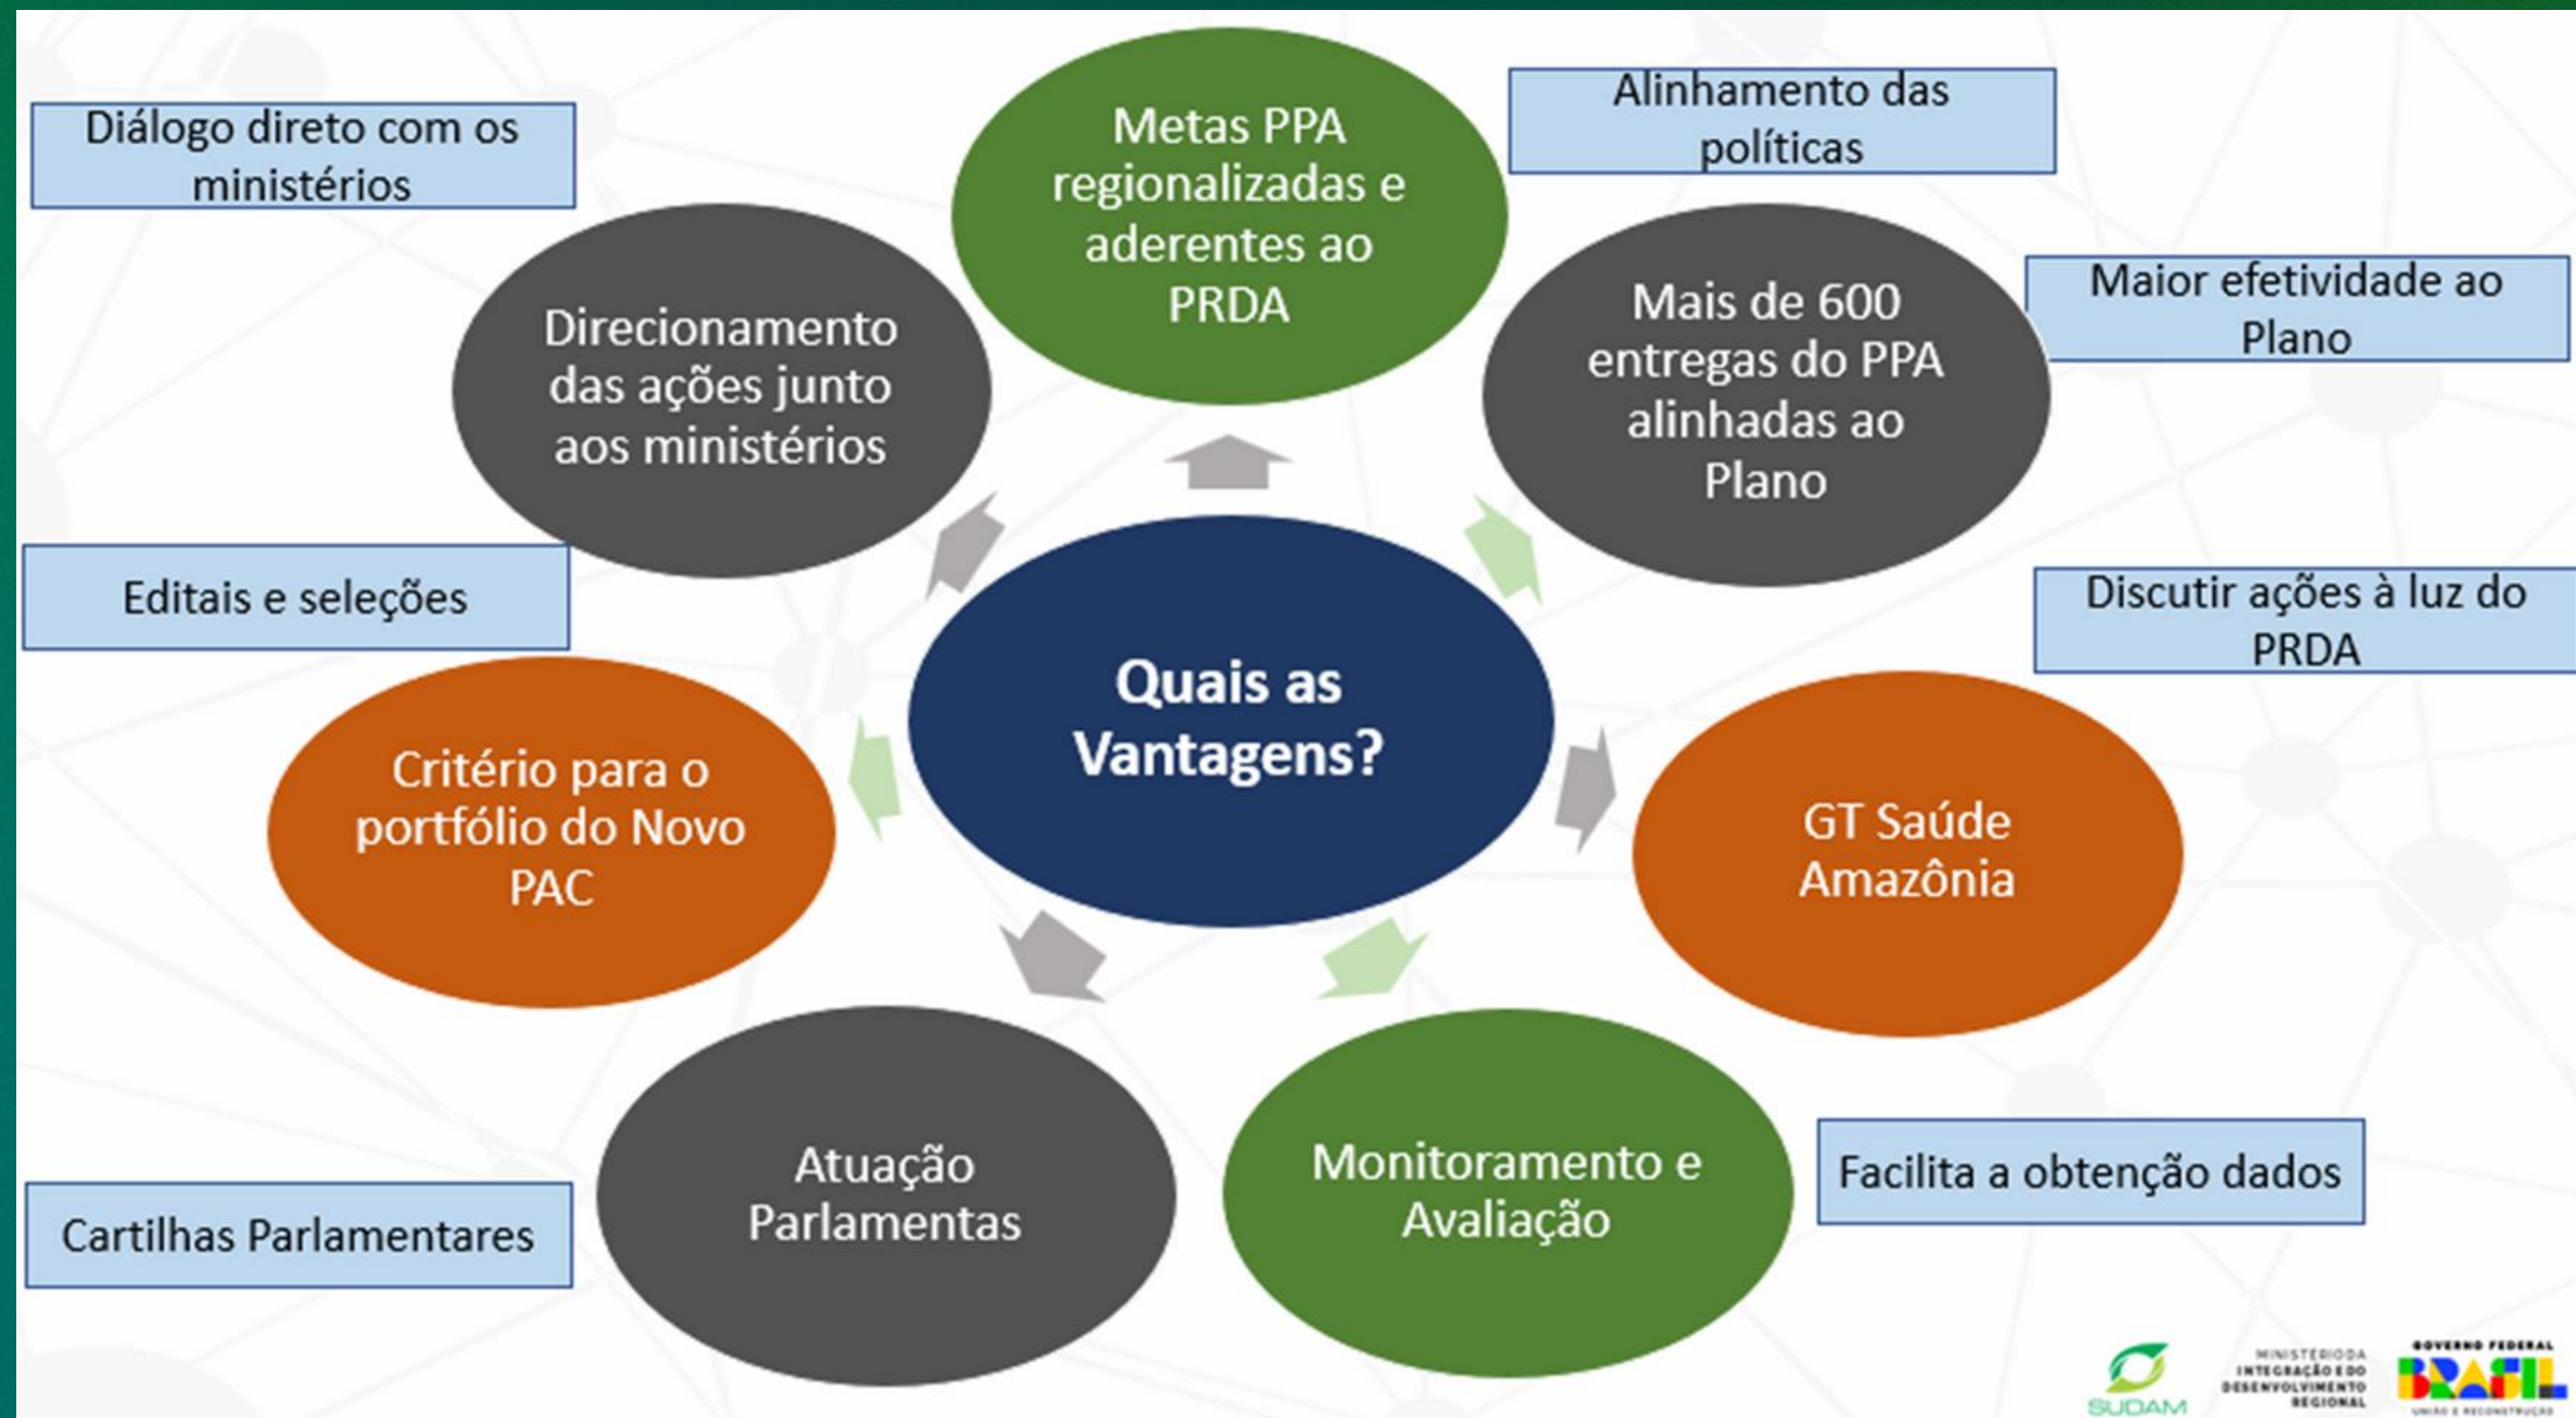 Diálogo direto com os
ministérios
Metas PPA
regionalizadas e
aderentes ao
PRDA
Alinhamento das
políticas
Direcionamento
das ações junto
aos ministérios
Mais de 600
entregas do PPA
alinhadas ao
Plano
Maior efetividade ao
Plano
Editais e seleções
Quais as
Vantagens?
Discutir ações à luz do
PRDA
Critério para o
portfólio do Novo
PAC
GT Saúde
Amazônia
Cartilhas Parlamentares
Atuação
Parlamentas
Monitoramento e
Avaliação
Facilita a obtenção dados
SUDAM
MINISTÉRIO DA
INTEGRAÇÃO E DO
DESENVOLVIMENTO
REGIONAL
GOVERNO FEDERAL
BRASIL
UNIÃO E RECONSTRUÇÃO